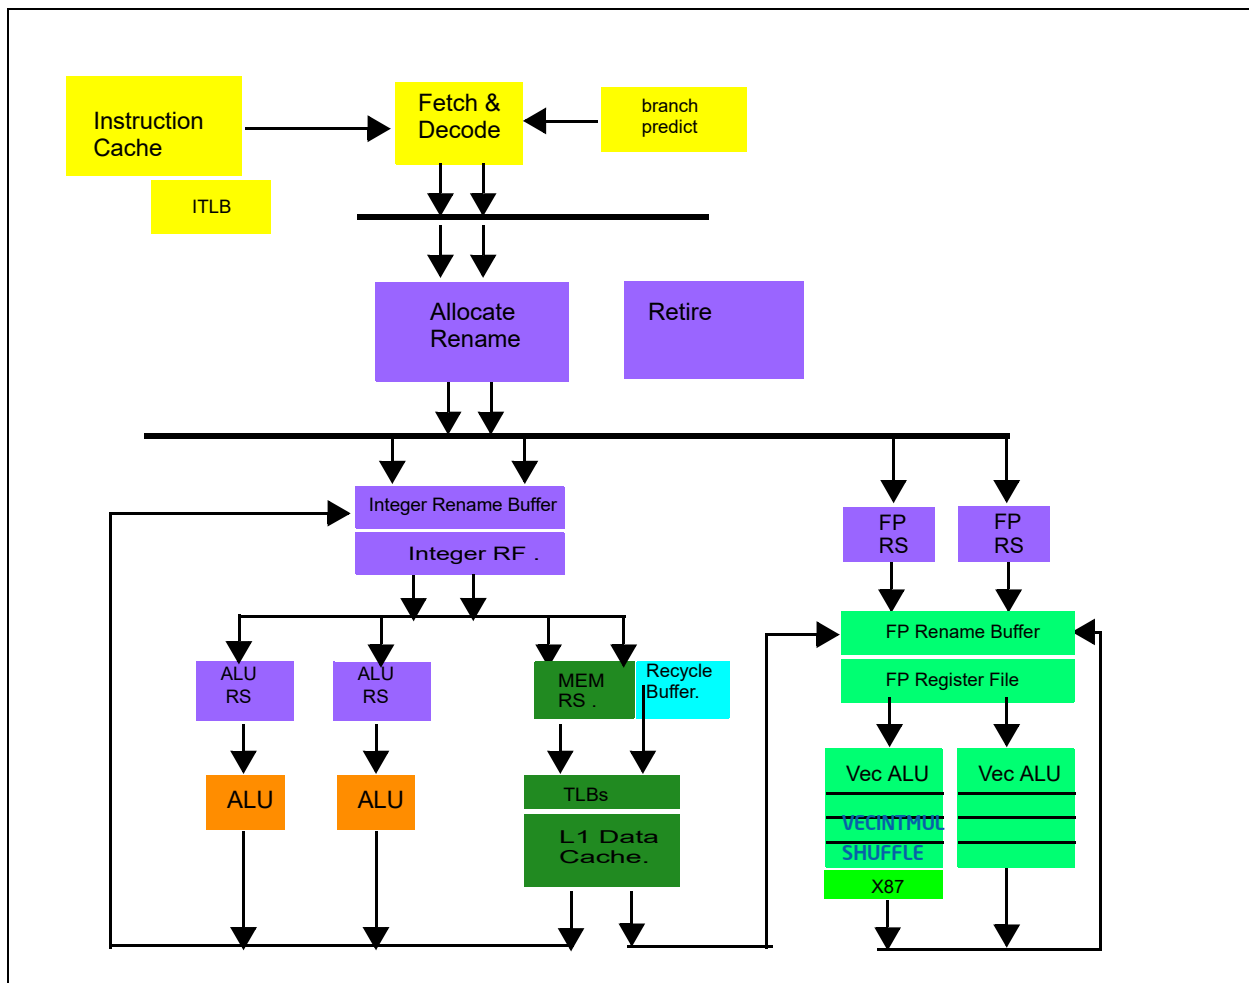 Instruction
Cache
Fetch &
Decode
branch
predict
ITLB
Allocate
Rename
Retire
Integer Rename Buffer
Integer RF .
FP
RS
FP
RS
ALU
RS
ALU
RS
MEM
RS .
Recycle
Buffer.
FP Rename Buffer
FP Register File
ALU
ALU
TLBs
L1 Data
Cache.
Vec ALU
Vec ALU
VECINTMUL
SHUFFLE
X87